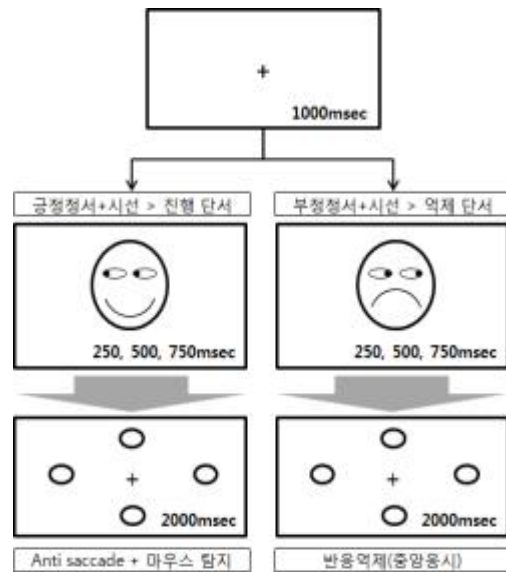 +
1000msec
긍정정서+시선 > 진행 단서
부정정서+시선 > 억제 단서
250, 500, 750msec
250, 500, 750msec
+
2000msec
+
2000msec
Anti saccade + 마우스 탐지
반응억제(중앙응시)